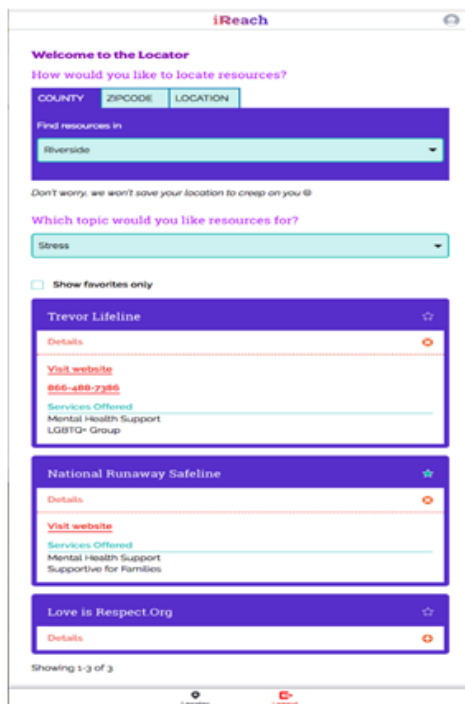 iReach
Welcome to the Locator
How would you like to locate resources?
COUNTY ZIPCODE LOCATION
Find resources in
Riverside
Don't worry, we won't save your location to creep on you
Which topic would you like resources for?
Stress
Show favorites only
Trevor Lifeline
Details
Visit website
866-488-7386
Services Offered
Mental Health Support
LGBTQ+ Group
National Runaway Safeline
Details
Visit website
Services Offered
Mental Health Support
Supportive for Families
Love is Respect.Org
Details
Showing 1-3 of 3
Locator Logout